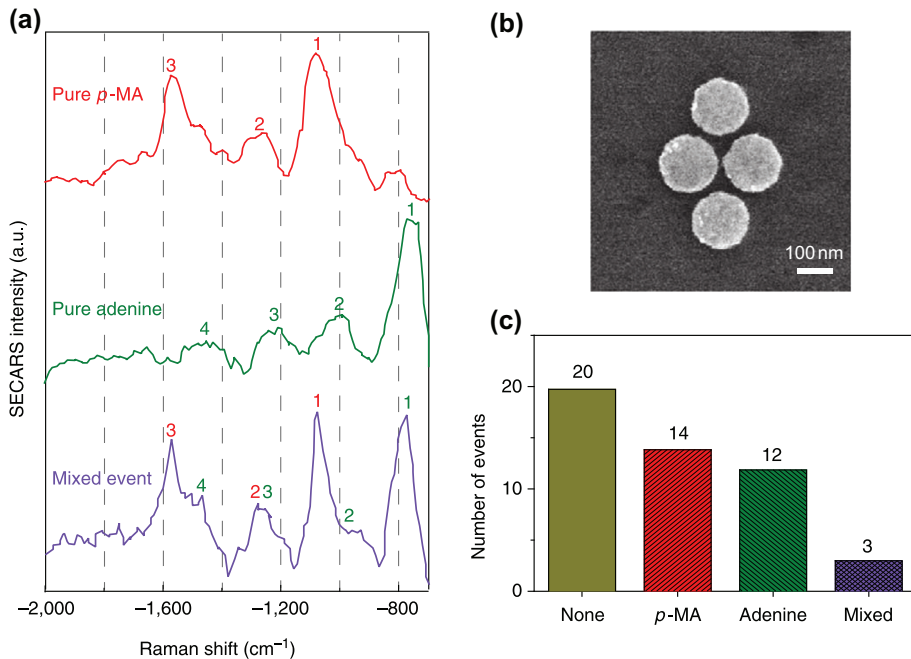 (a)
SECARS intensity (a.u.)
Pure p-MA
3
2
1
Pure adenine
4
3
2
1
Mixed event
3
4
2 3
1
2
1
−2,000 −1,600 −1,200 −800
Raman shift (cm⁻¹)
(b)
100 nm
(c)
Number of events
20
10
0
20
14
12
3
None p-MA Adenine Mixed